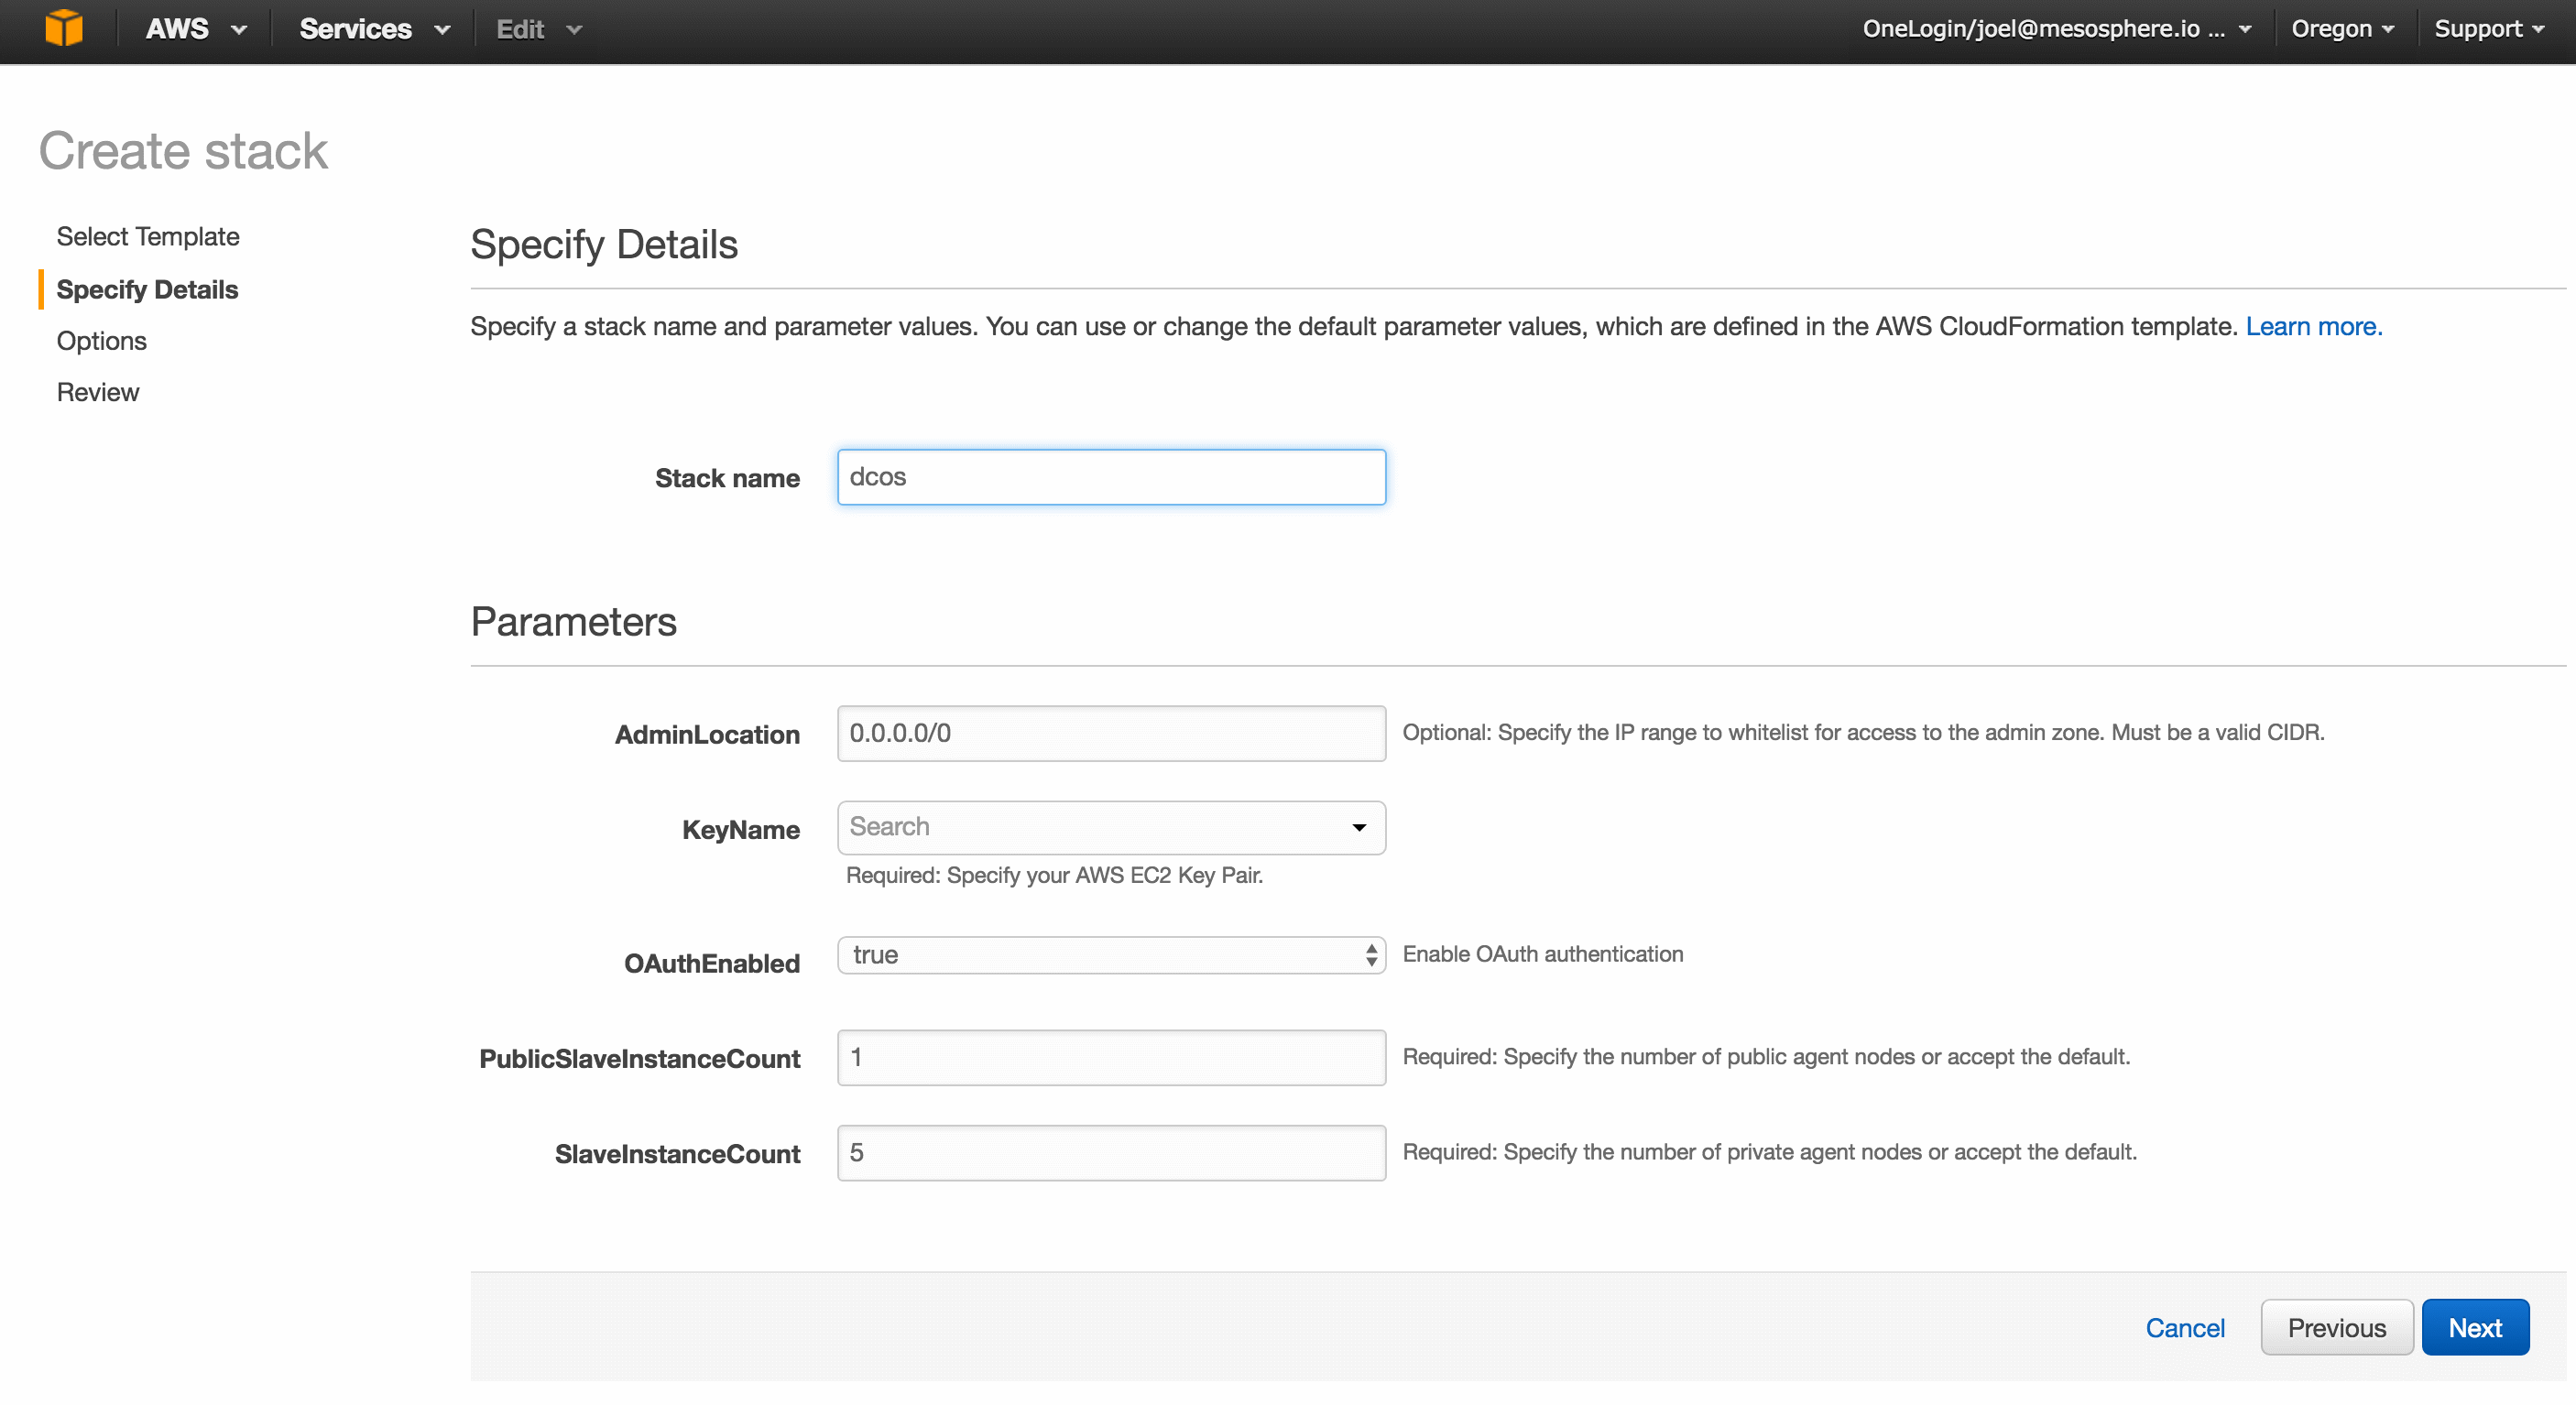 AWS Services Edit OneLogin/joel@mesosphere.io ... Oregon Support
Create stack
Select Template
Specify Details
Options
Review
Specify Details
Specify a stack name and parameter values. You can use or change the default parameter values, which are defined in the AWS CloudFormation template. Learn more.
Stack name dcos
Parameters
AdminLocation 0.0.0.0/0 Optional: Specify the IP range to whitelist for access to the admin zone. Must be a valid CIDR.
KeyName Search
Required: Specify your AWS EC2 Key Pair.
OAuthEnabled true Enable OAuth authentication
PublicSlaveInstanceCount 1 Required: Specify the number of public agent nodes or accept the default.
SlaveInstanceCount 5 Required: Specify the number of private agent nodes or accept the default.
Cancel Previous Next